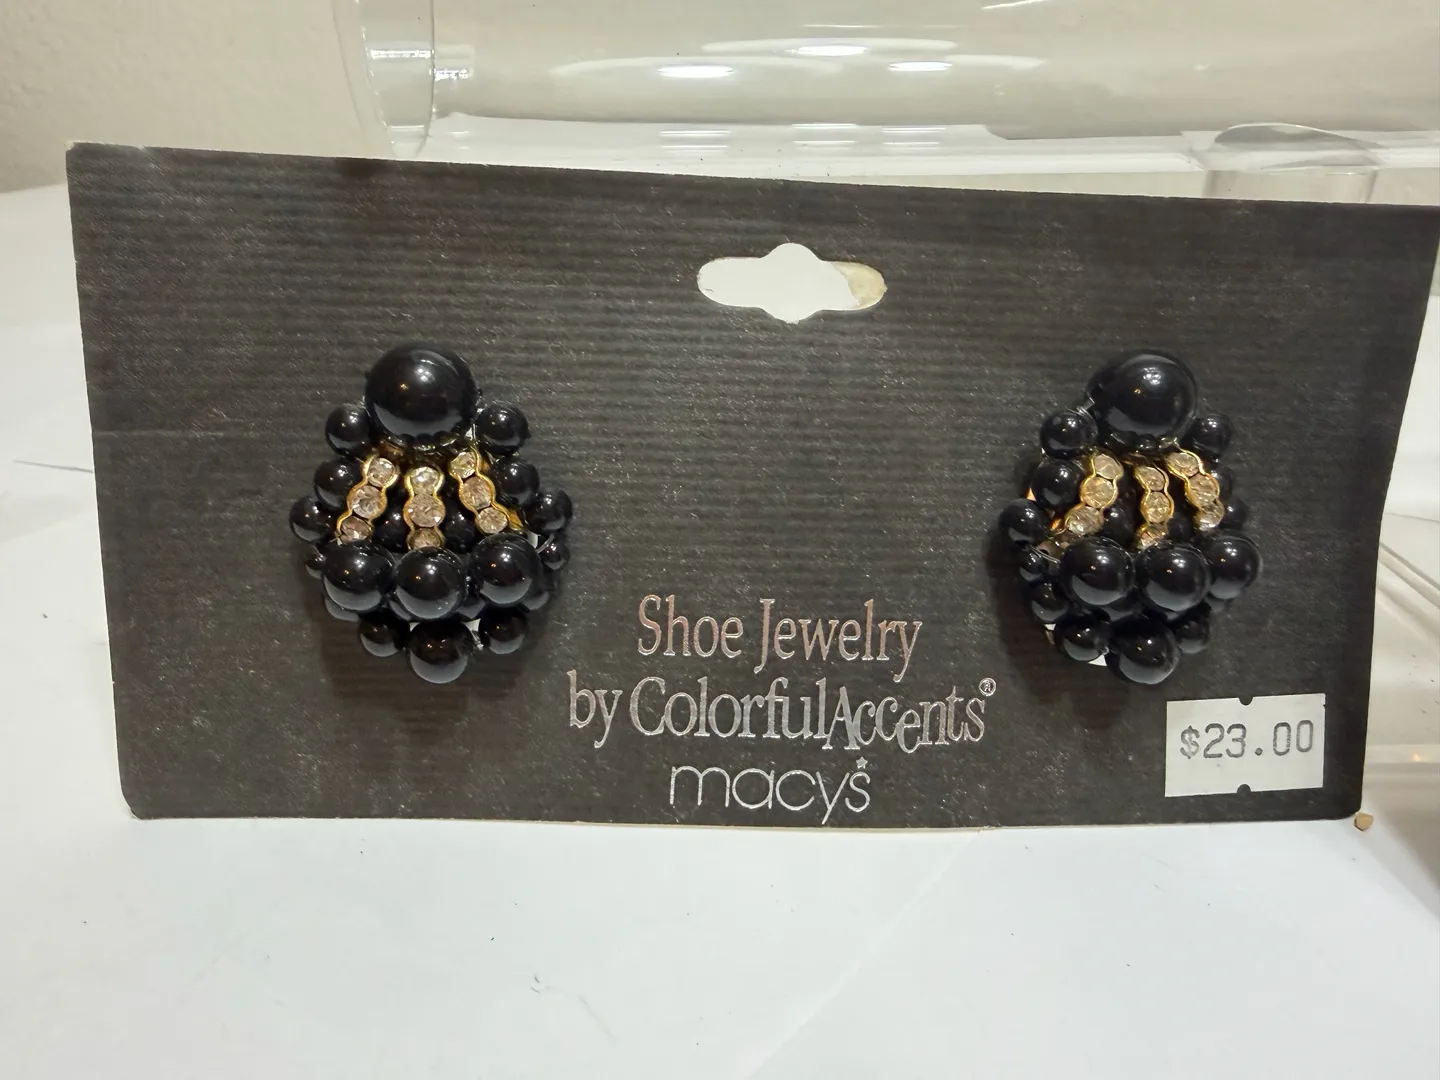 Shoe Jewelry
by ColorfulAccents®
macy's
$23.00